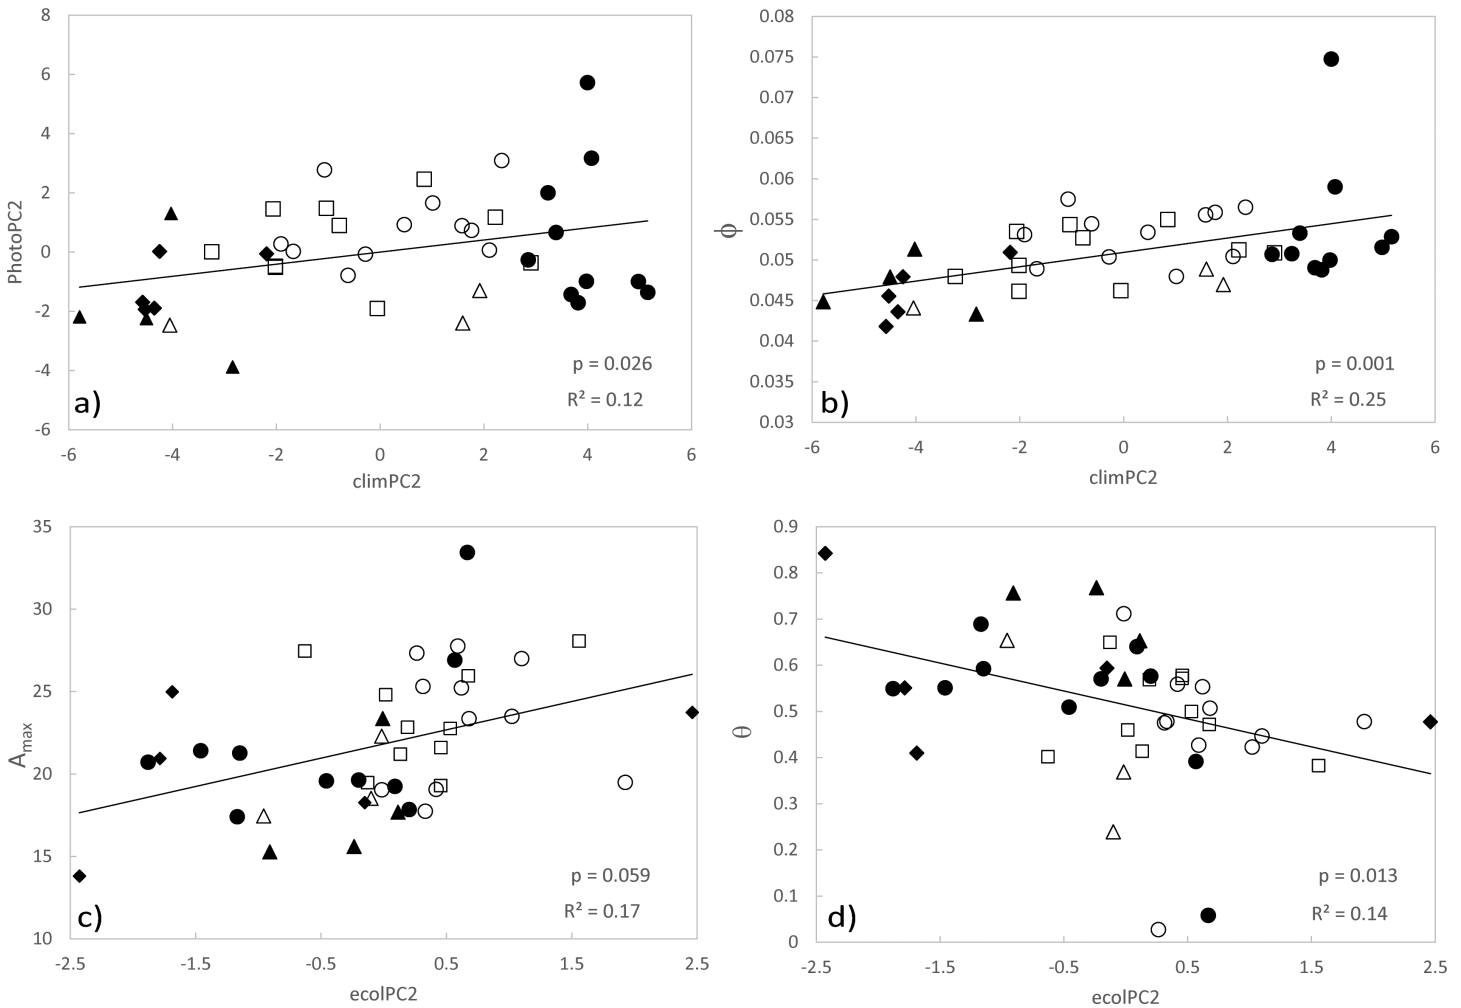 8
6
4
2
0
-2
-4
-6
PhotoPC2
-6 -4 -2 0 2 4 6
climPC2
p = 0.026
R² = 0.12
a)
0.08
0.075
0.07
0.065
0.06
0.055
0.05
0.045
0.04
0.035
0.03
ϕ
-6 -4 -2 0 2 4 6
climPC2
p = 0.001
R² = 0.25
b)
35
30
25
20
15
10
Amax
-2.5 -1.5 -0.5 0.5 1.5 2.5
ecolPC2
p = 0.059
R² = 0.17
c)
0.9
0.8
0.7
0.6
0.5
0.4
0.3
0.2
0.1
0
θ
-2.5 -1.5 -0.5 0.5 1.5 2.5
ecolPC2
p = 0.013
R² = 0.14
d)